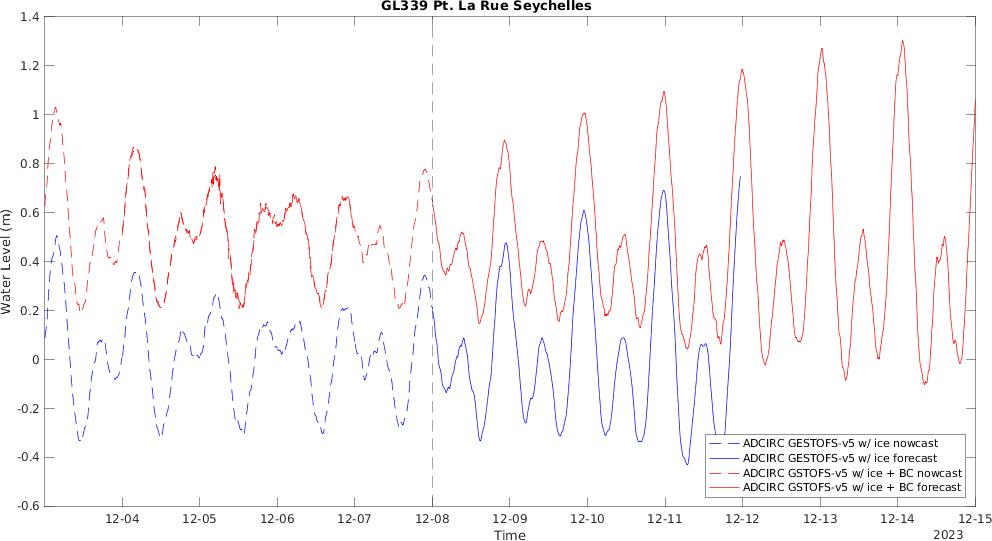 GL339 Pt. La Rue Seychelles
1.4
1.2
1
0.8
0.6
0.4
0.2
0
-0.2
-0.4
-0.6
Water Level (m)
ADCIRC GESTOFS-v5 w/ ice nowcast
ADCIRC GESTOFS-v5 w/ ice forecast
ADCIRC GSTOFS-v5 w/ ice + BC nowcast
ADCIRC GSTOFS-v5 w/ ice + BC forecast
12-04 12-05 12-06 12-07 12-08 12-09 12-10 12-11 12-12 12-13 12-14 12-15
Time
2023